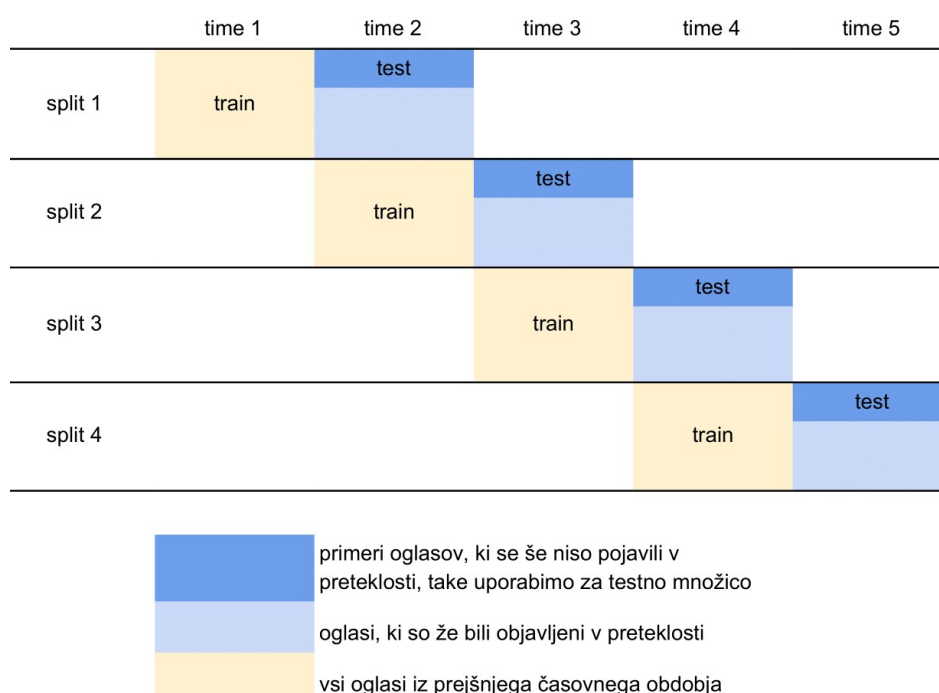 time 1 time 2 time 3 time 4 time 5
test
split 1 train
test
split 2 train
test
split 3 train
test
split 4 train
primeri oglasov, ki se še niso pojavili v
preteklosti, take uporabimo za testno množico
oglasi, ki so že bili objavljeni v preteklosti
vsi oglasi iz prejšnjega časovnega obdobja